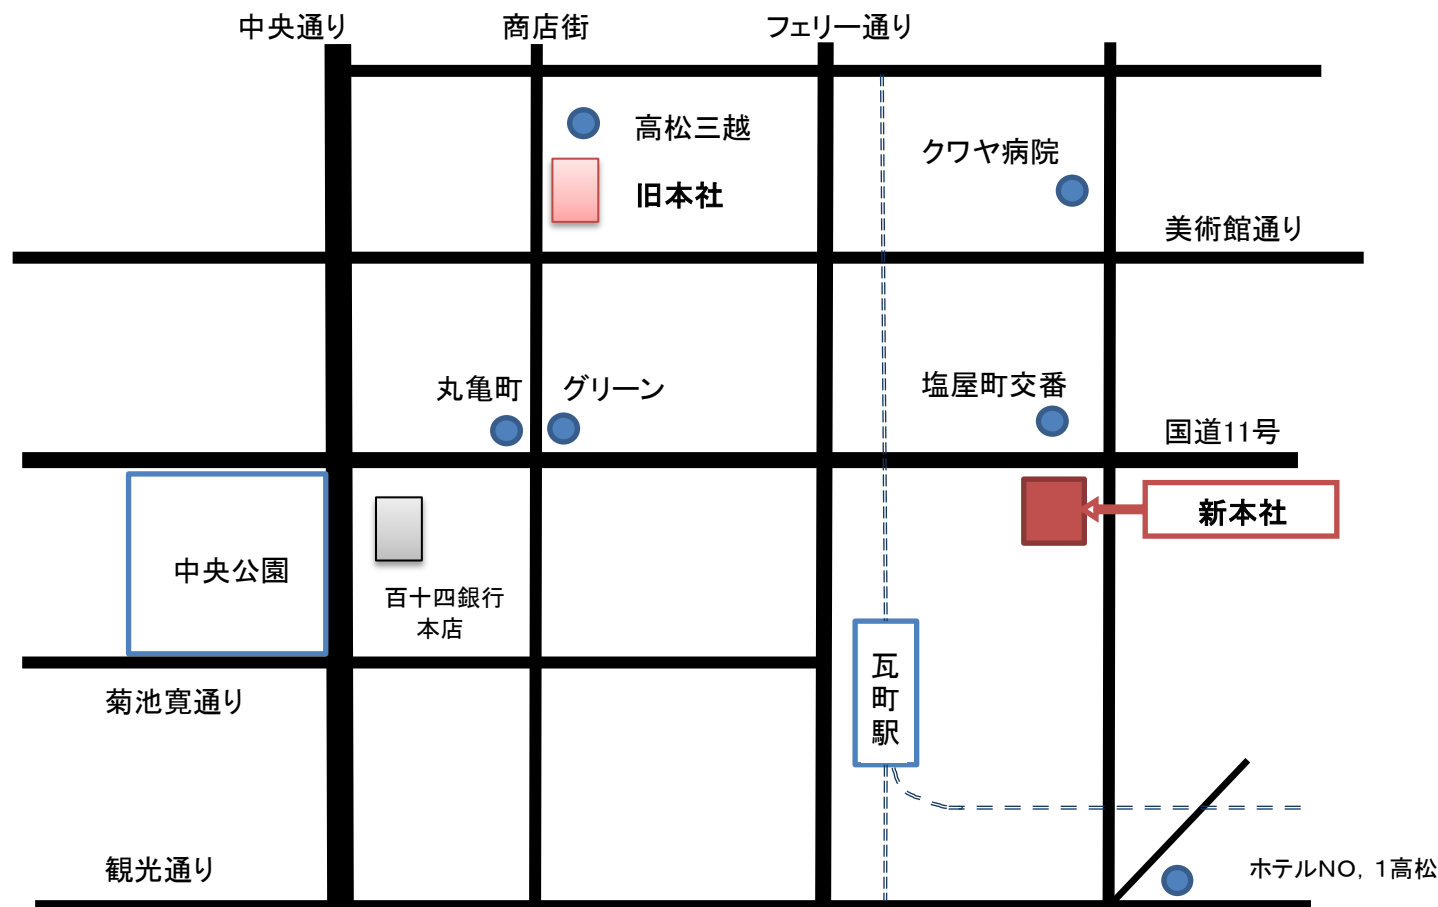 中央通り
商店街
フェリー通り
高松三越
クワヤ病院
旧本社
美術館通り
丸亀町
グリーン
塩屋町交番
国道11号
新本社
中央公園
百十四銀行
本店
瓦町駅
菊池寛通り
観光通り
ホテルNO，1高松